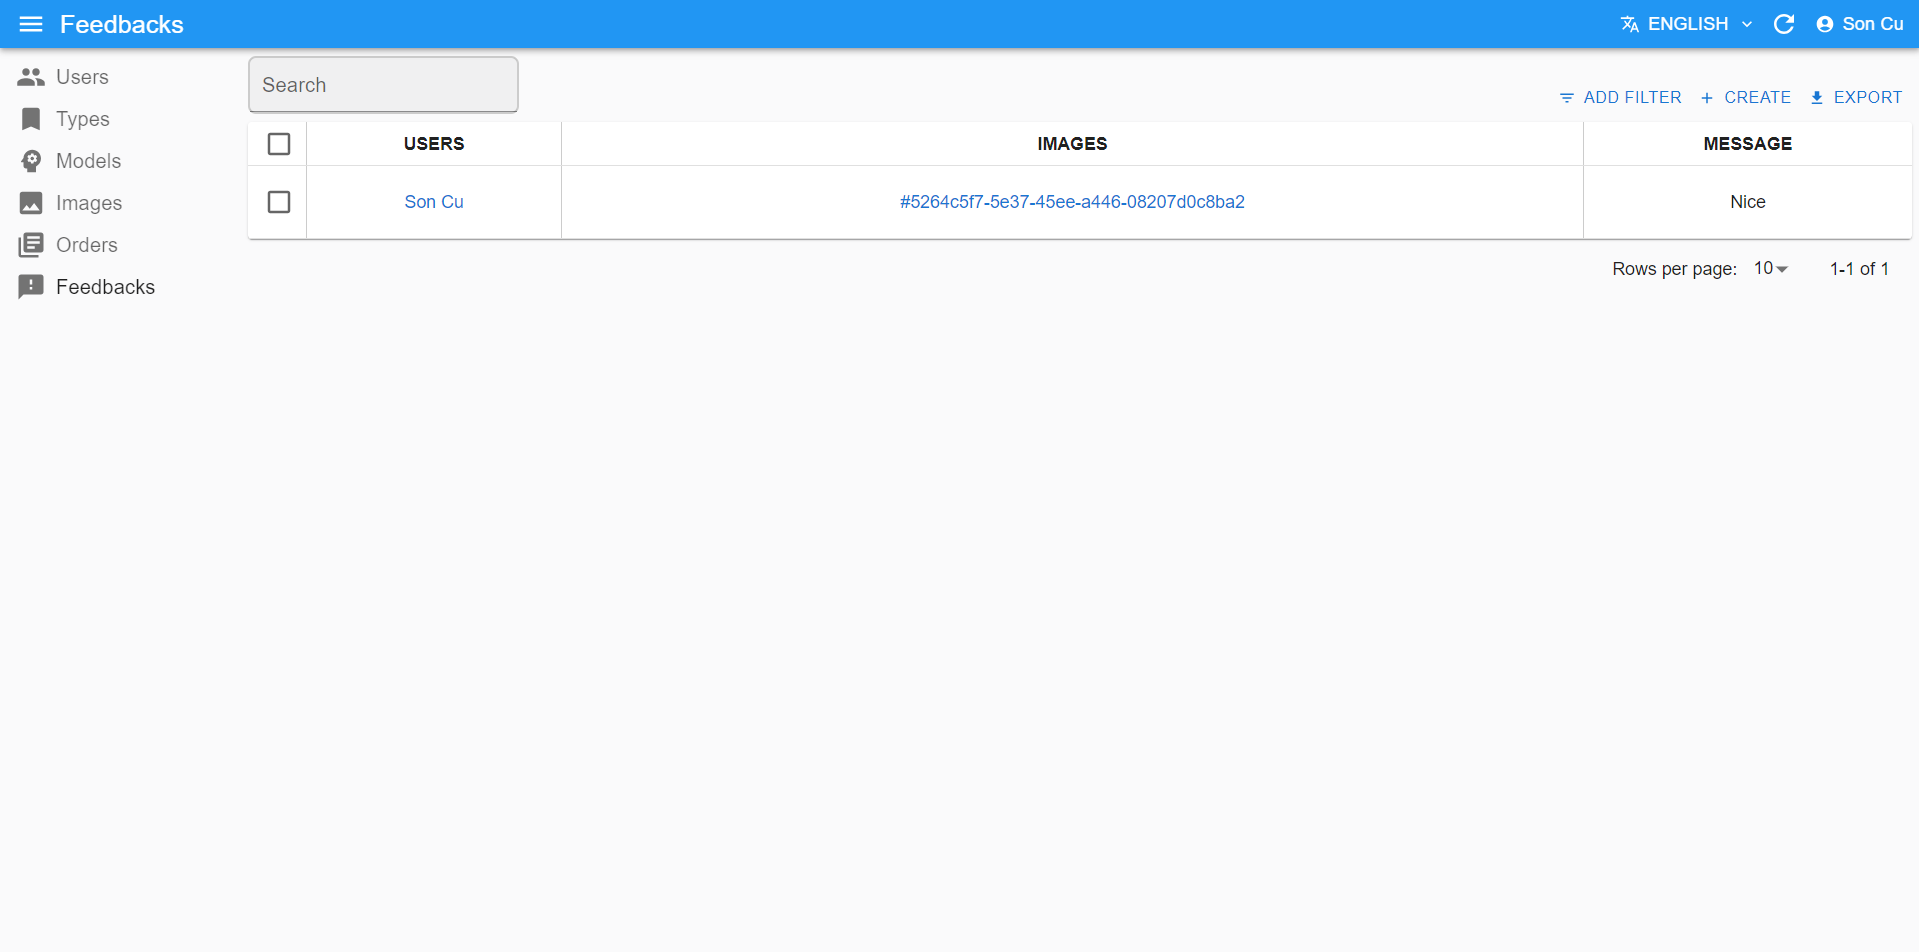 Feedbacks
ENGLISH
Son Cu
Users
Types
Models
Images
Orders
Feedbacks
Search
ADD FILTER
CREATE
EXPORT
USERS IMAGES MESSAGE
Son Cu #5264c5f7-5e37-45ee-a446-08207d0c8ba2 Nice
Rows per page: 10 1-1 of 1